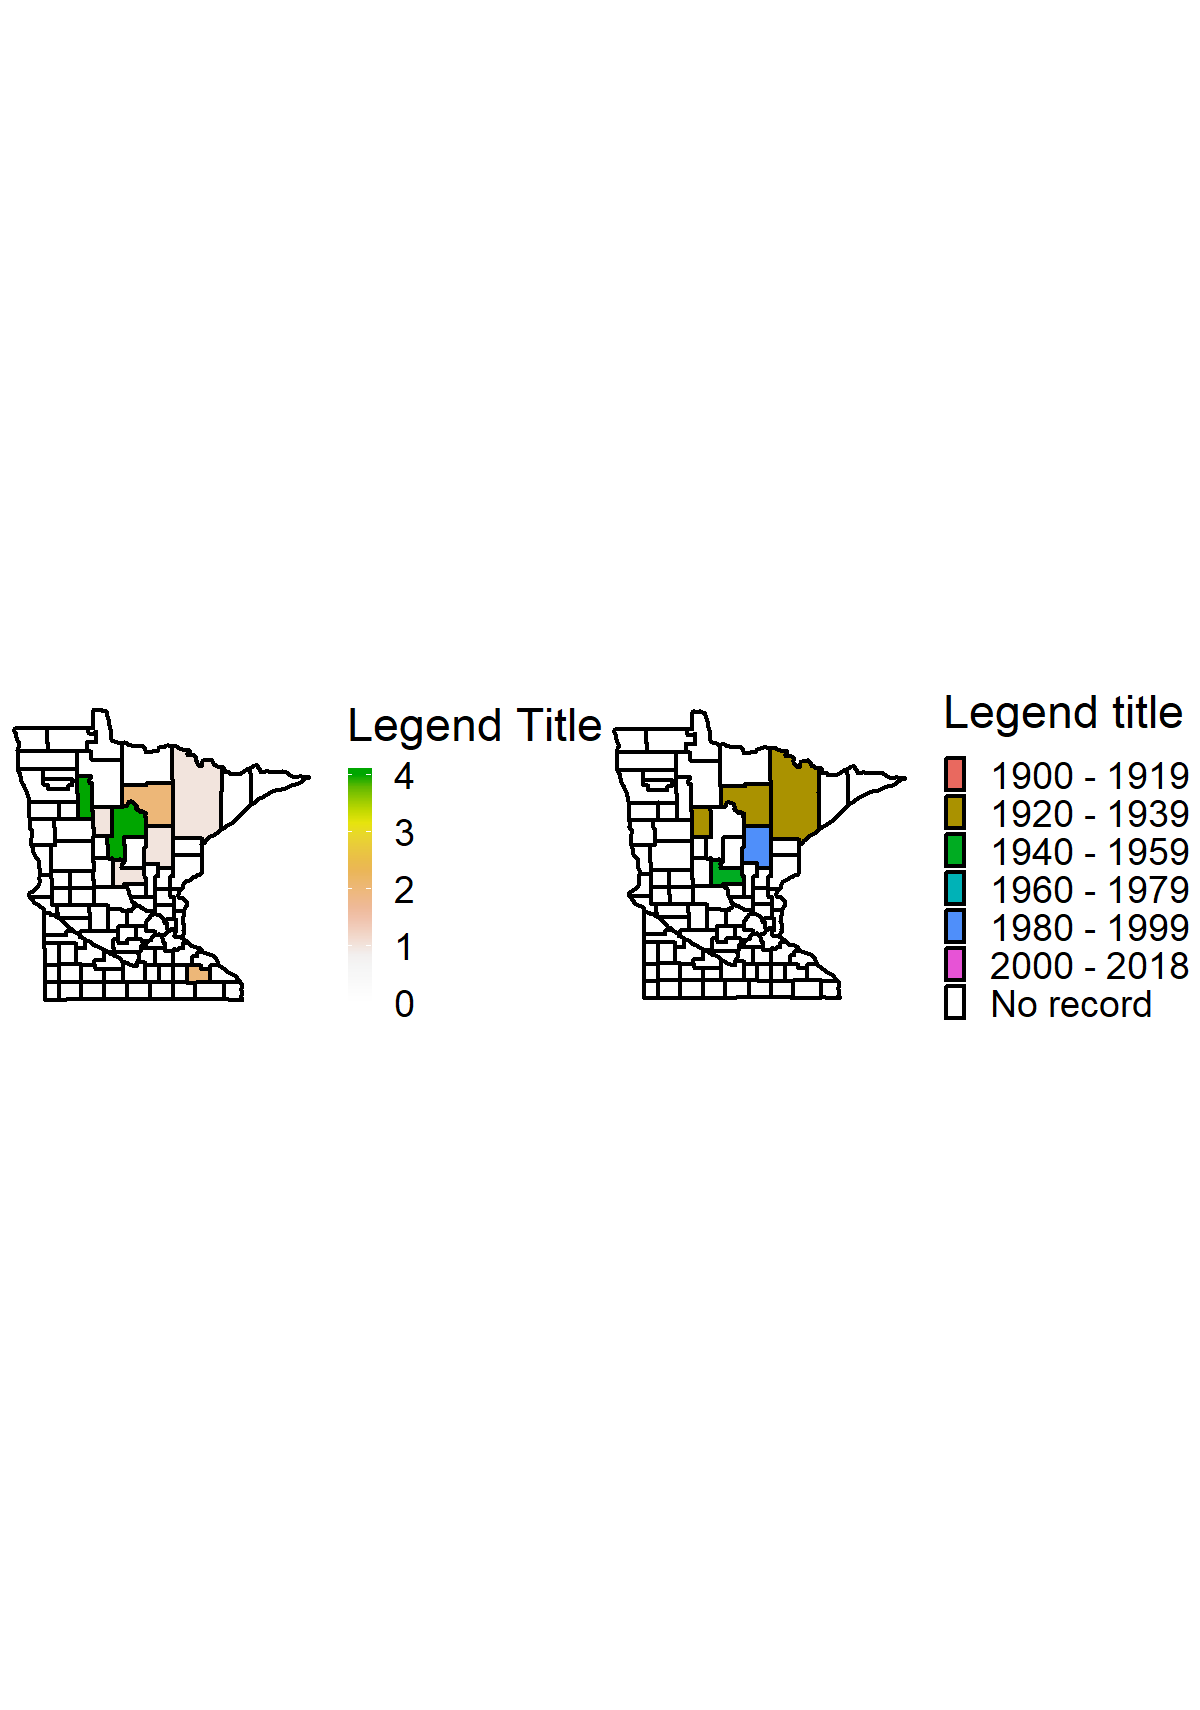 Legend Title
4
3
2
1
0
Legend title
1900 - 1919
1920 - 1939
1940 - 1959
1960 - 1979
1980 - 1999
2000 - 2018
No record